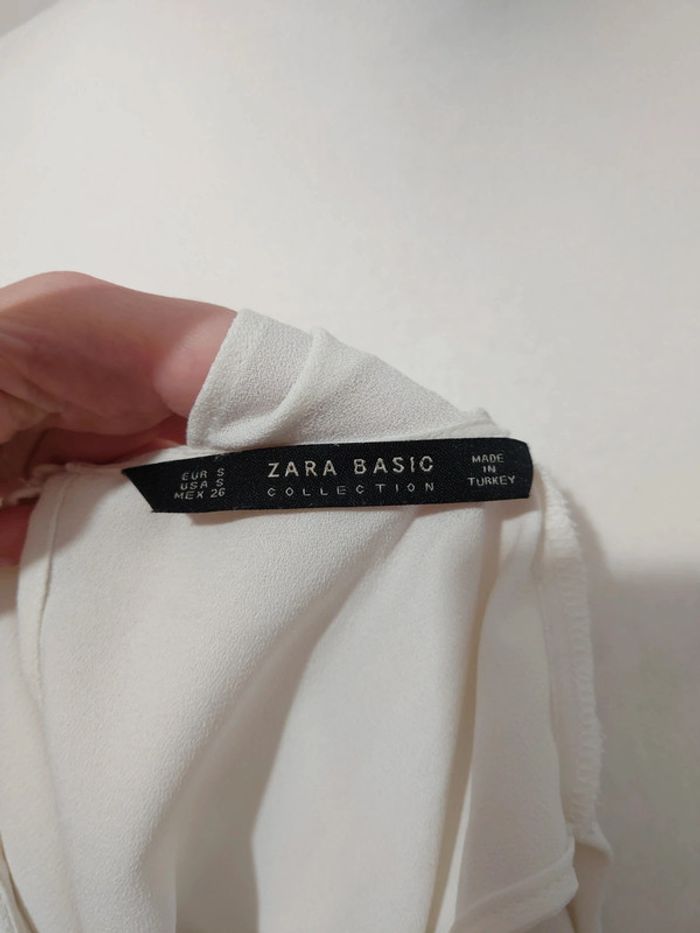 EUR S
USA S
MEX 26
ZARA BASIC
COLLECTION
MADE
IN
TURKEY